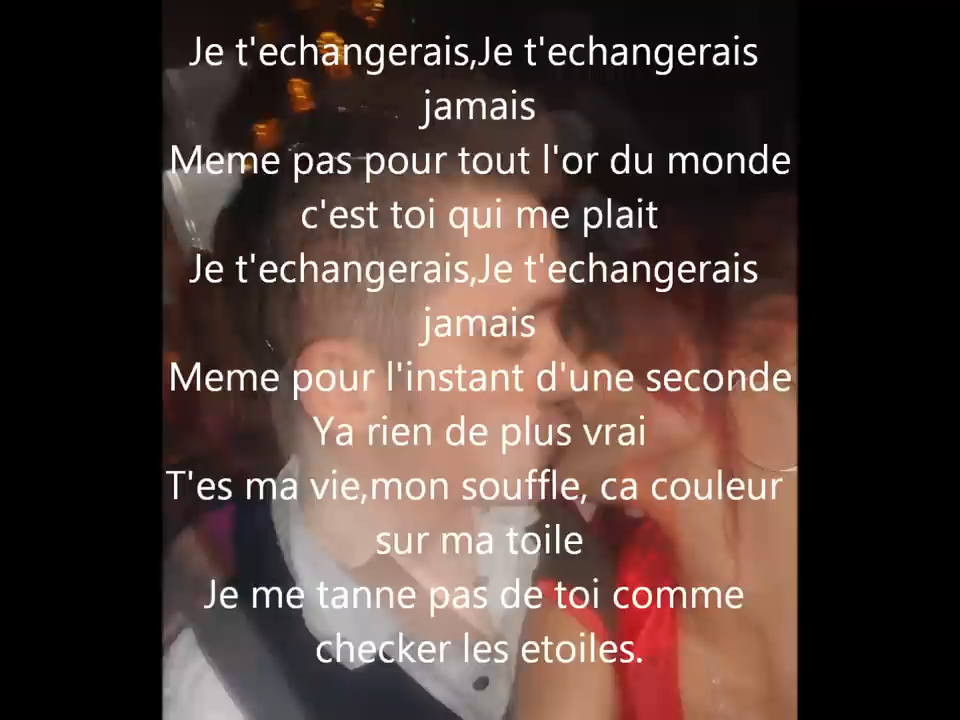 Je t'echangerais,Je t'echangerais
jamais
Meme pas pour tout l'or du monde
c'est toi qui me plait
Je t'echangerais,Je t'echangerais
jamais
Meme pour l'instant d'une seconde
Ya rien de plus vrai
T'es ma vie,mon souffle, ca couleur
sur ma toile
Je me tanne pas de toi comme
checker les etoiles.